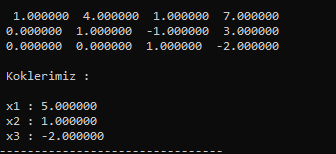 1.000000 4.000000 1.000000 7.000000
0.000000 1.000000 -1.000000 3.000000
0.000000 0.000000 1.000000 -2.000000
Koklerimiz :
x1 : 5.000000
x2 : 1.000000
x3 : -2.000000
--------------------------------